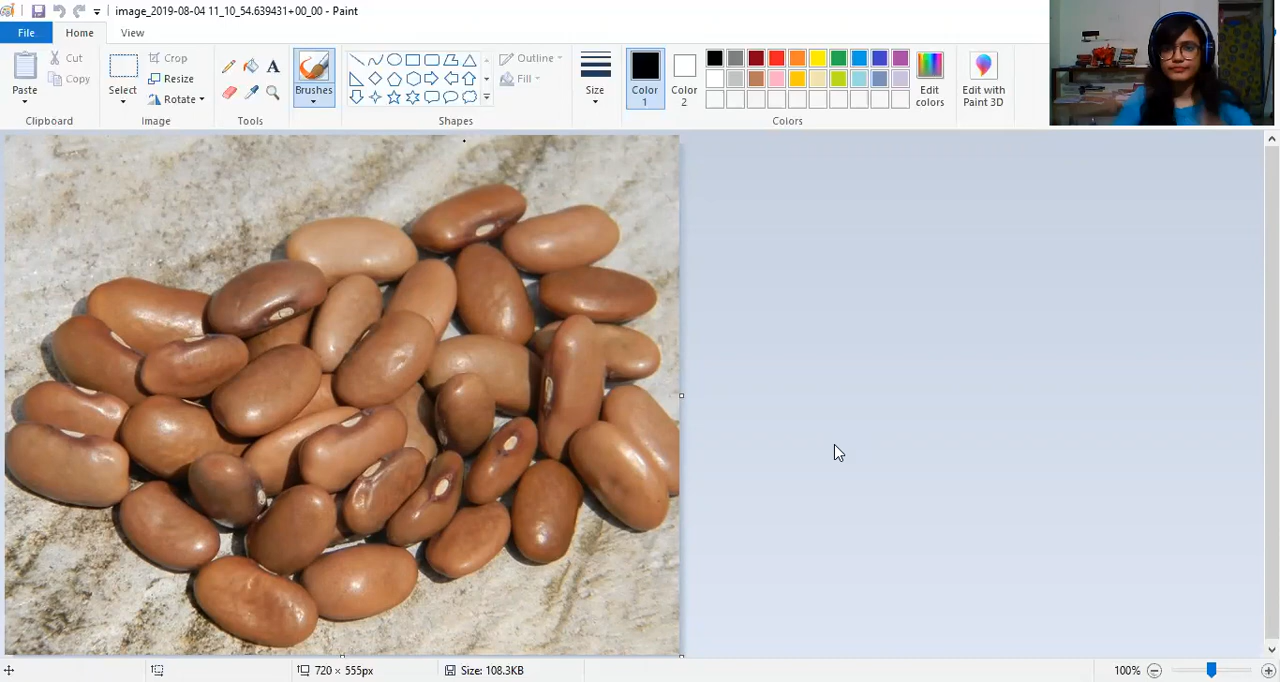 image_2019-08-04 11_10_54.639431+00_00 - Paint
File Home View
Paste
Cut
Copy
Clipboard
Select
Crop
Resize
Rotate
Image
Tools
Brushes
Shapes
Outline
Fill
Size
Color 1
Color 2
Edit colors
Colors
Edit with Paint 3D
720 × 555px
Size: 108.3KB
100%